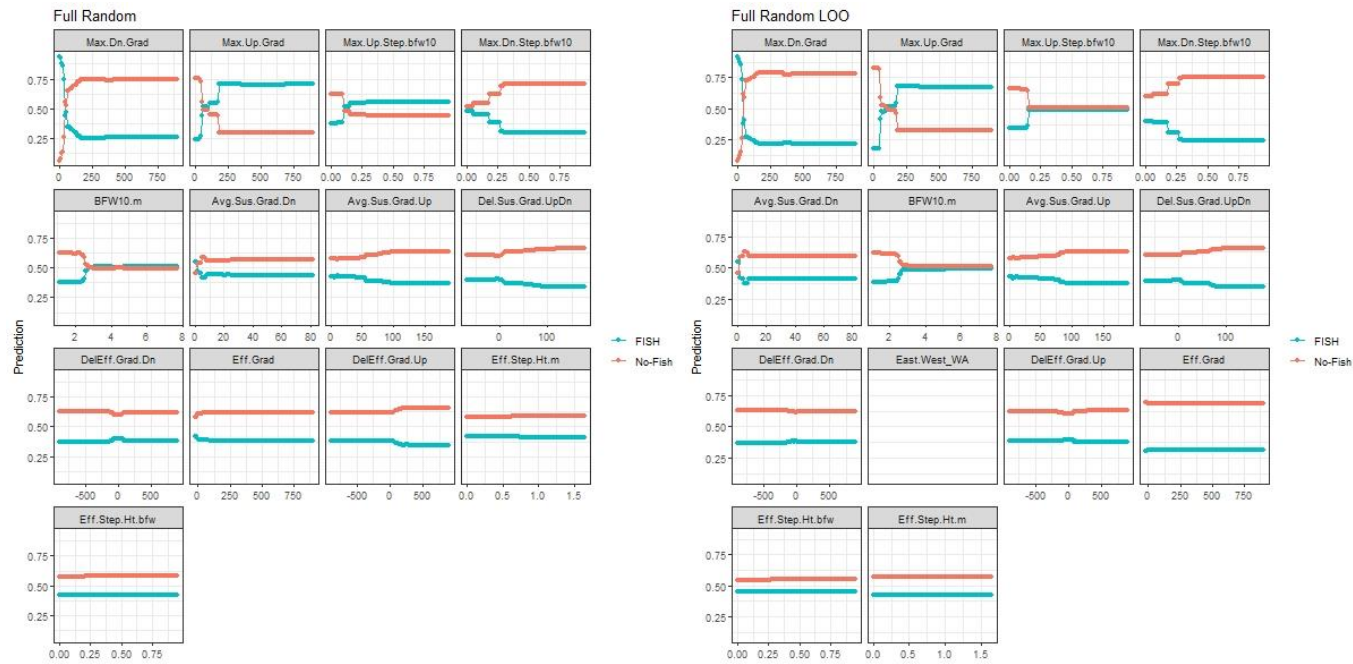 Full Random
Max.Dn.Grad Max.Up.Grad Max.Up.Step.bfw10 Max.Dn.Step.bfw10
0.75
0.50
0.25
0 250 500 750 0 250 500 750 0.00 0.25 0.50 0.75 0.00 0.25 0.50 0.75
BFW10.m Avg.Sus.Grad.Dn Avg.Sus.Grad.Up Del.Sus.Grad.UpDn
0.75
0.50
0.25
2 4 6 8 0 20 40 60 80 0 50 100 150 0 100
DelEff.Grad.Dn Eff.Grad DelEff.Grad.Up Eff.Step.Ht.m
0.75
0.50
0.25
-500 0 500 0 250 500 750 -500 0 500 0.0 0.5 1.0 1.5
Eff.Step.Ht.bfw
0.75
0.50
0.25
0.00 0.25 0.50 0.75
Prediction
FISH
No-Fish
Full Random LOO
Max.Dn.Grad Max.Up.Grad Max.Up.Step.bfw10 Max.Dn.Step.bfw10
0.75
0.50
0.25
0 250 500 750 0 250 500 750 0.00 0.25 0.50 0.75 0.00 0.25 0.50 0.75
Avg.Sus.Grad.Dn BFW10.m Avg.Sus.Grad.Up Del.Sus.Grad.UpDn
0.75
0.50
0.25
0 20 40 60 80 2 4 6 8 0 50 100 150 0 100
DelEff.Grad.Dn East.West_WA DelEff.Grad.Up Eff.Grad
0.75
0.50
0.25
-500 0 500 -500 0 500 0 250 500 750
Eff.Step.Ht.bfw Eff.Step.Ht.m
0.75
0.50
0.25
0.00 0.25 0.50 0.75 0.0 0.5 1.0 1.5
Prediction
FISH
No-Fish